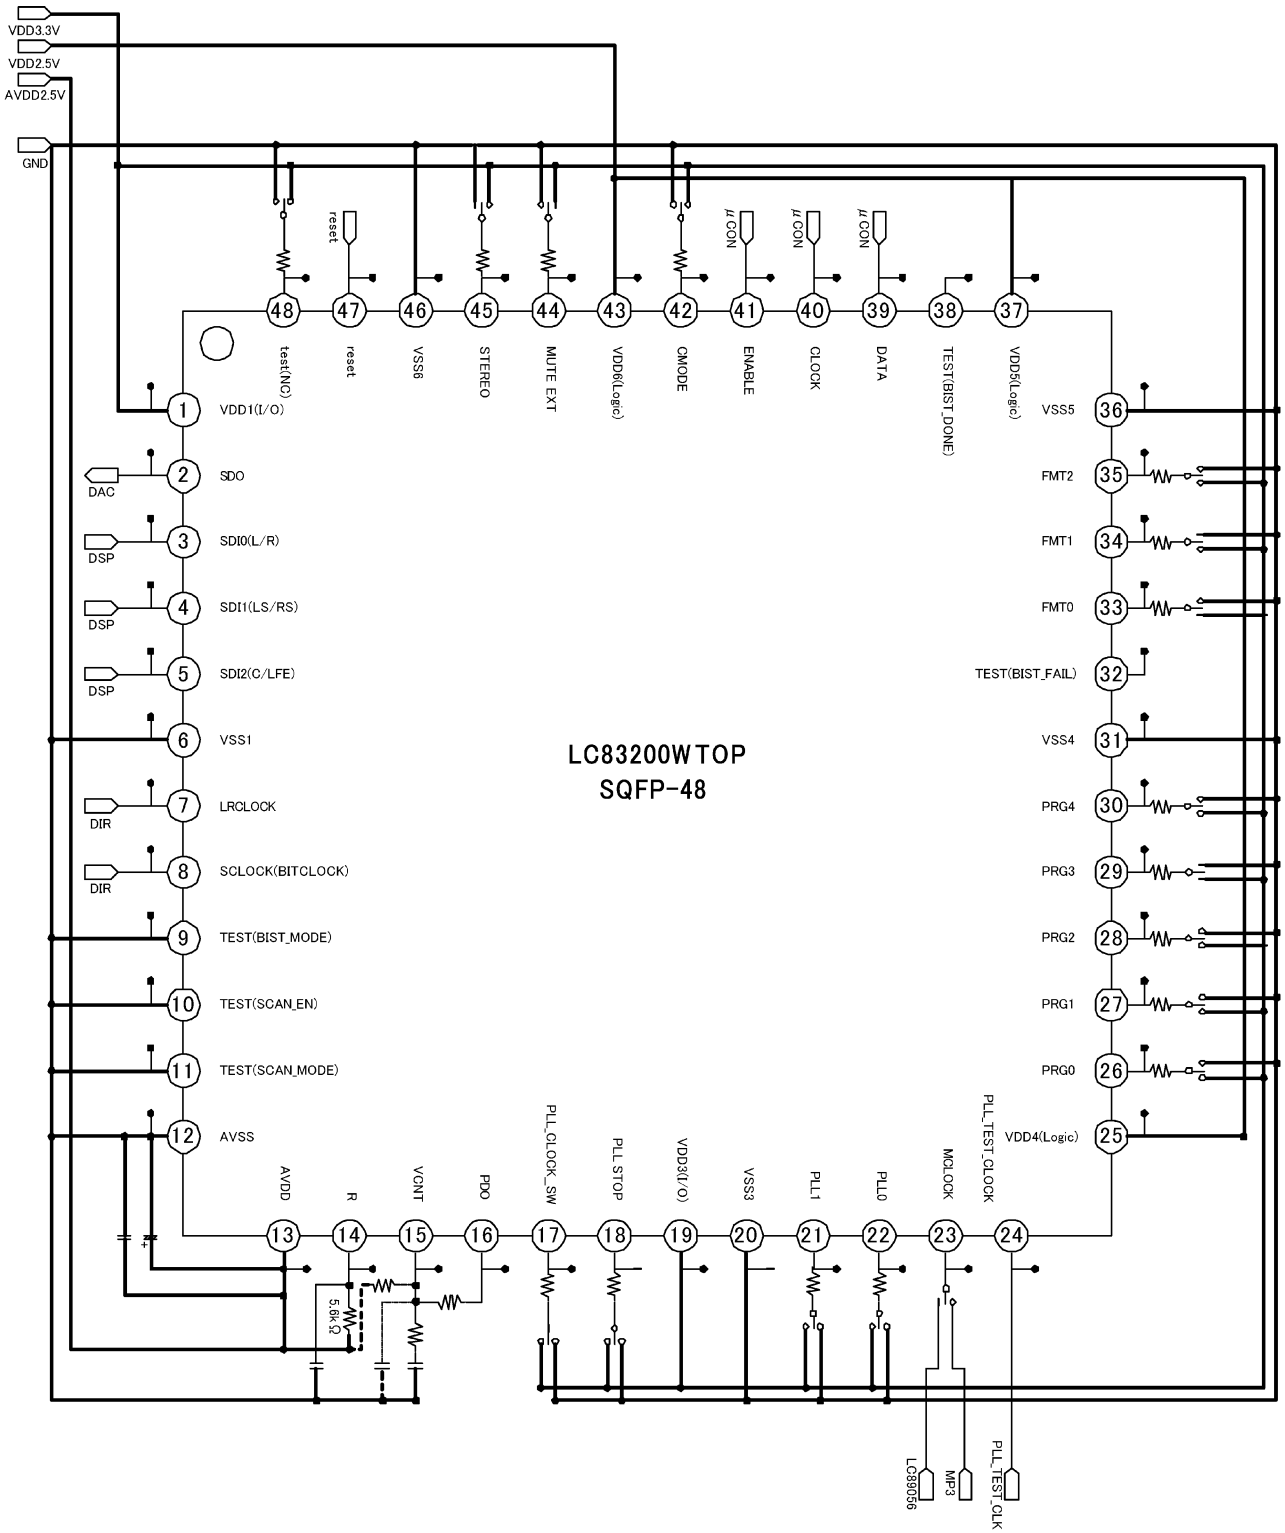 VDD3.3V
VDD2.5V
AVDD2.5V
GND
reset
μCON
μCON
μCON
48
47
46
45
44
43
42
41
40
39
38
37
test(NC)
reset
VSS6
STEREO
MUTE EXT
VDD6(Logic)
CMODE
ENABLE
CLOCK
DATA
TEST(BIST_DONE)
VDD5(Logic)
1 VDD1(I/O)
DAC 2 SDO
DSP 3 SDI0(L/R)
DSP 4 SDI1(LS/RS)
DSP 5 SDI2(C/LFE)
6 VSS1
DIR 7 LRCLOCK
DIR 8 SCLOCK(BITCLOCK)
9 TEST(BIST_MODE)
10 TEST(SCAN_EN)
11 TEST(SCAN_MODE)
12 AVSS
LC83200W TOP
SQFP-48
VSS5 36
FMT2 35
FMT1 34
FMT0 33
TEST(BIST_FAIL) 32
VSS4 31
PRG4 30
PRG3 29
PRG2 28
PRG1 27
PRG0 26
VDD4(Logic) 25
AVDD
R
VCNT
PDO
PLL_CLOCK_SW
PLL STOP
VDD3(I/O)
VSS3
PLL1
PLL0
MCLOCK
PLL_TEST_CLOCK
13
14
15
16
17
18
19
20
21
22
23
24
+
5.6kΩ
LC89056
MP3
PLL_TEST_CLK